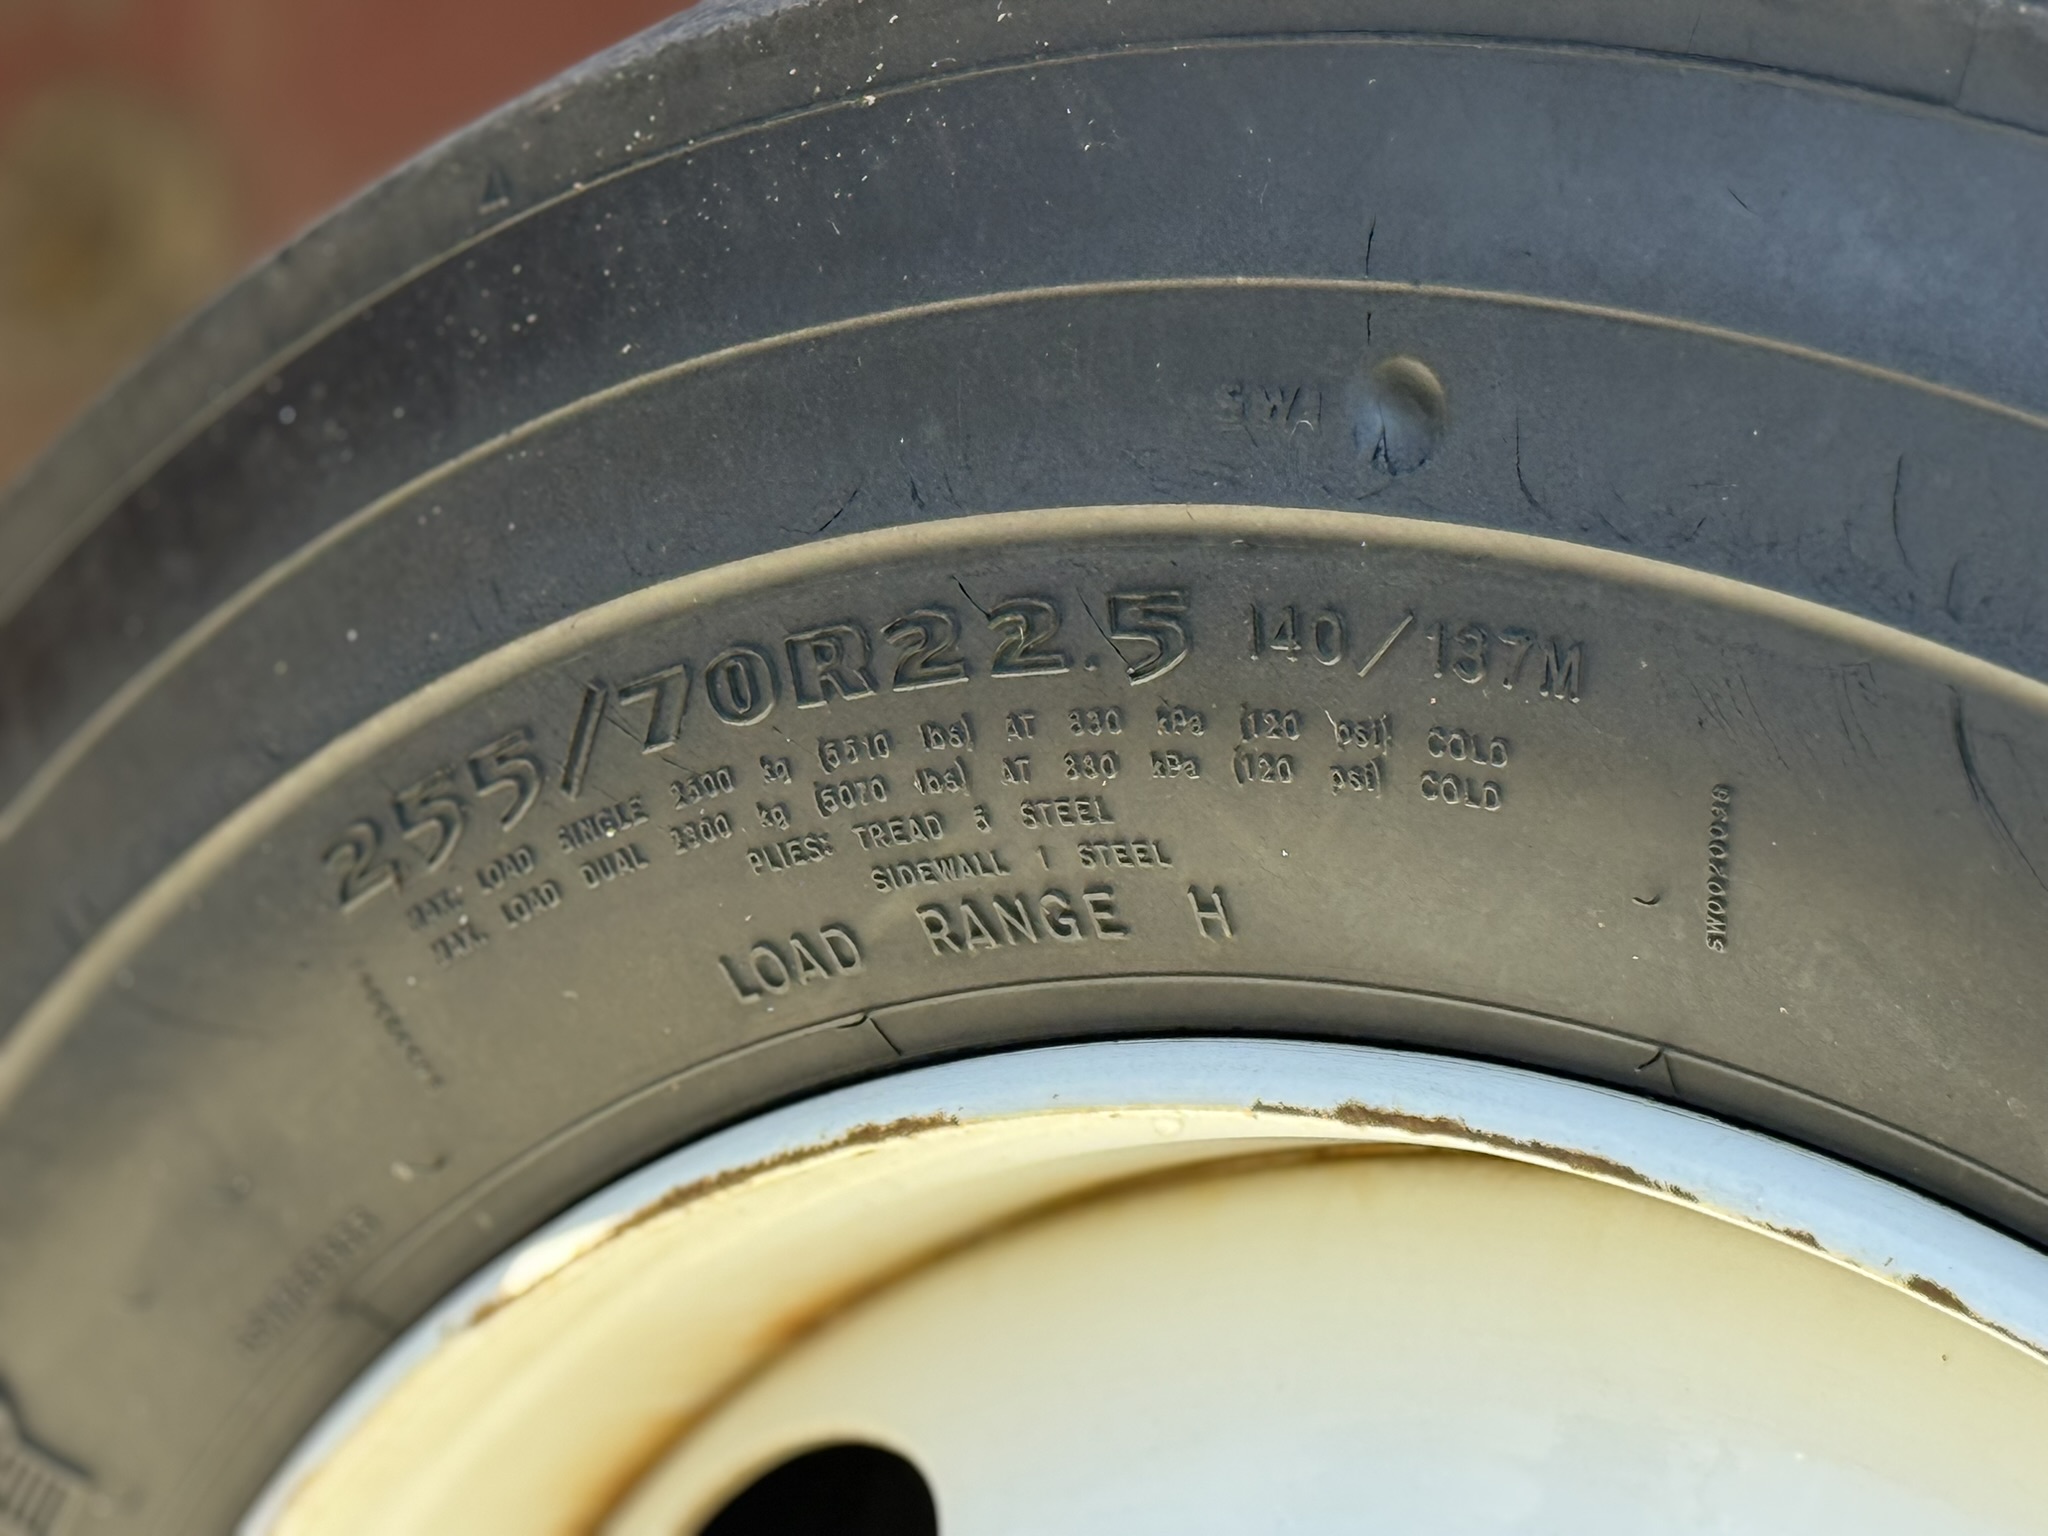 255/70R22.5 140/137M
MAX. LOAD SINGLE 2500 kg (5510 lbs) AT 830 kPa (120 psi) COLD
MAX. LOAD DUAL 2300 kg (5070 lbs) AT 830 kPa (120 psi) COLD
PLIES: TREAD 5 STEEL
SIDEWALL 1 STEEL
LOAD RANGE H